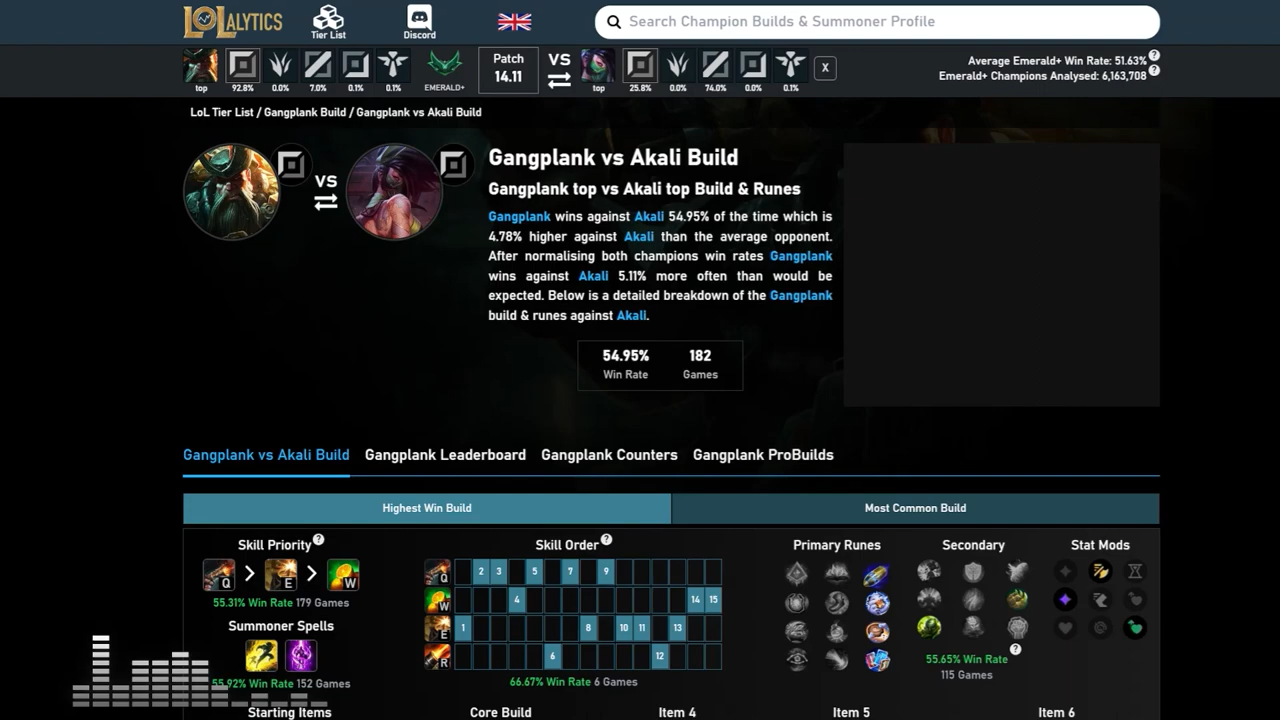 LOLALYTICS
Tier List
Discord
Search Champion Builds & Summoner Profile
top
92.8%
0.0%
7.0%
0.1%
0.1%
EMERALD+
Patch
14.11
VS
top
25.8%
0.0%
74.0%
0.0%
0.1%
X
Average Emerald+ Win Rate: 51.63% ?
Emerald+ Champions Analysed: 6,163,708 ?
LoL Tier List / Gangplank Build / Gangplank vs Akali Build
VS
Gangplank vs Akali Build
Gangplank top vs Akali top Build & Runes
Gangplank wins against Akali 54.95% of the time which is
4.78% higher against Akali than the average opponent.
After normalising both champions win rates Gangplank
wins against Akali 5.11% more often than would be
expected. Below is a detailed breakdown of the Gangplank
build & runes against Akali.
54.95%
Win Rate
182
Games
Gangplank vs Akali Build
Gangplank Leaderboard
Gangplank Counters
Gangplank ProBuilds
Highest Win Build
Most Common Build
Skill Priority ?
Q > E > W
55.31% Win Rate 179 Games
Summoner Spells
55.92% Win Rate 152 Games
Skill Order ?
Q 2 3 5 7 9
W 4 14 15
E 1 8 10 11 13
R 6 12
66.67% Win Rate 6 Games
Primary Runes
Secondary
Stat Mods
55.65% Win Rate ?
115 Games
Starting Items
Core Build
Item 4
Item 5
Item 6